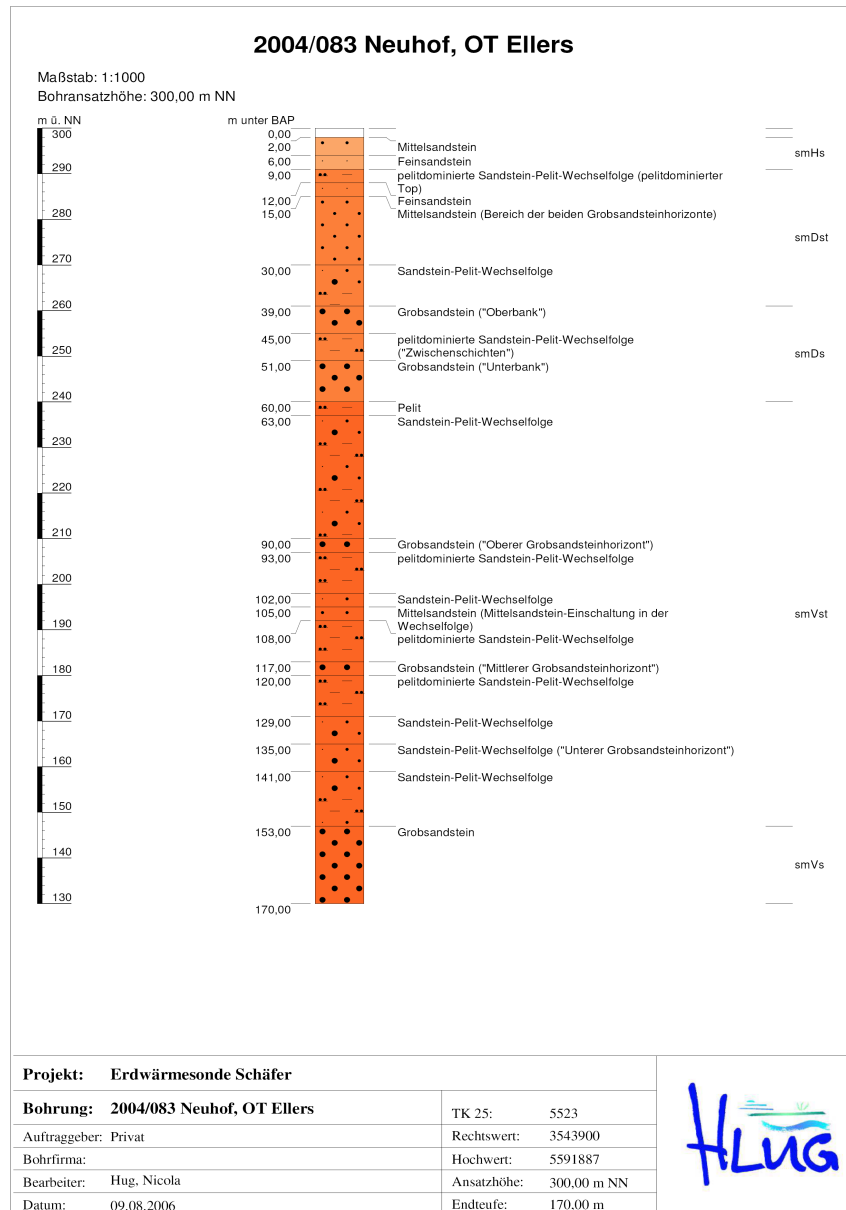 2004/083 Neuhof, OT Ellers
Maßstab: 1:1000
Bohransatzhöhe: 300,00 m NN
m ü. NN m unter BAP
300 0,00
2,00 Mittelsandstein
smHs
6,00 Feinsandstein
290 9,00 pelitdominierte Sandstein-Pelit-Wechselfolge (pelitdominierter
Top)
12,00 Feinsandstein
280 15,00 Mittelsandstein (Bereich der beiden Grobsandsteinhorizonte)
smDst
270 30,00 Sandstein-Pelit-Wechselfolge
260 39,00 Grobsandstein ("Oberbank")
45,00 pelitdominierte Sandstein-Pelit-Wechselfolge
250 ("Zwischenschichten") smDs
51,00 Grobsandstein ("Unterbank")
240 60,00 Pelit
63,00 Sandstein-Pelit-Wechselfolge
230
220
210 90,00 Grobsandstein ("Oberer Grobsandsteinhorizont")
93,00 pelitdominierte Sandstein-Pelit-Wechselfolge
200 102,00 Sandstein-Pelit-Wechselfolge
105,00 Mittelsandstein (Mittelsandstein-Einschaltung in der smVst
190 Wechselfolge)
108,00 pelitdominierte Sandstein-Pelit-Wechselfolge
180 117,00 Grobsandstein ("Mittlerer Grobsandsteinhorizont")
120,00 pelitdominierte Sandstein-Pelit-Wechselfolge
170 129,00 Sandstein-Pelit-Wechselfolge
160 135,00 Sandstein-Pelit-Wechselfolge ("Unterer Grobsandsteinhorizont")
141,00 Sandstein-Pelit-Wechselfolge
150 153,00 Grobsandstein
140
smVs
130 170,00
Projekt: Erdwärmesonde Schäfer
Bohrung: 2004/083 Neuhof, OT Ellers
Auftraggeber: Privat
Bohrfirma:
Bearbeiter: Hug, Nicola
Datum: 09.08.2006
TK 25: 5523
Rechtswert: 3543900
Hochwert: 5591887
Ansatzhöhe: 300,00 m NN
Endteufe: 170,00 m
HLUG